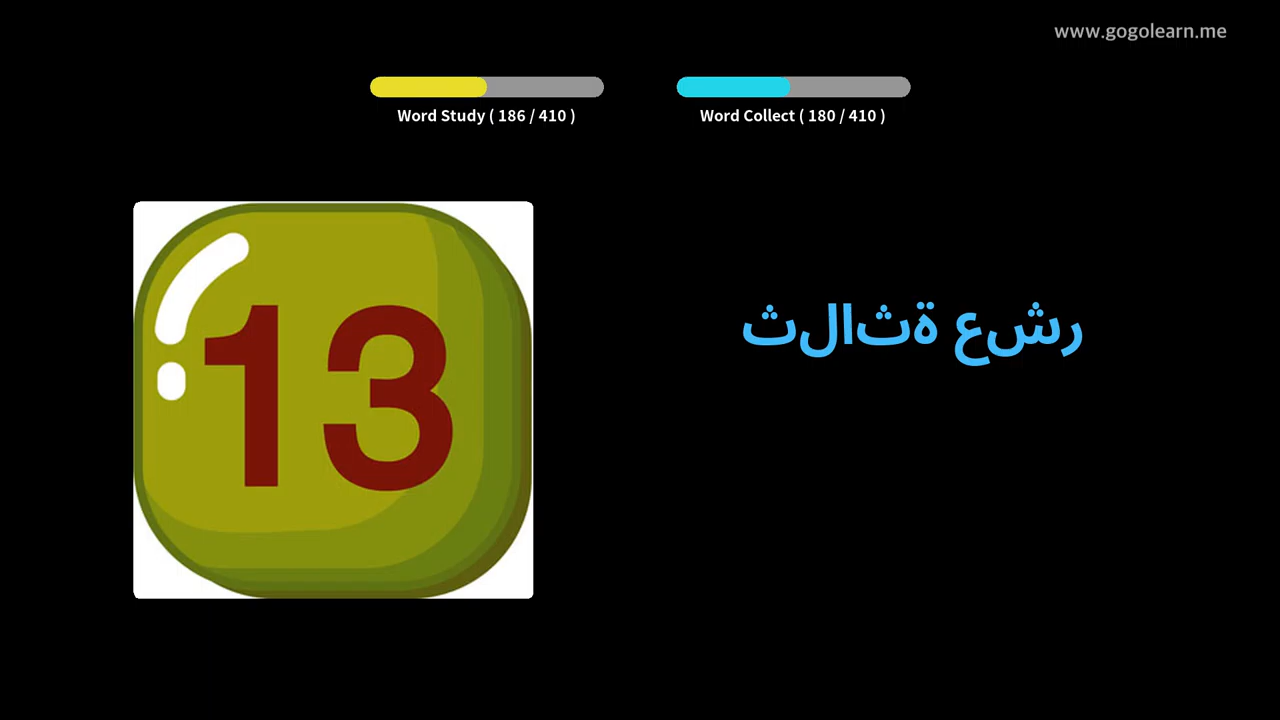 www.gogolearn.me
Word Study ( 186 / 410 )
Word Collect ( 180 / 410 )
13
رشع ةثالث